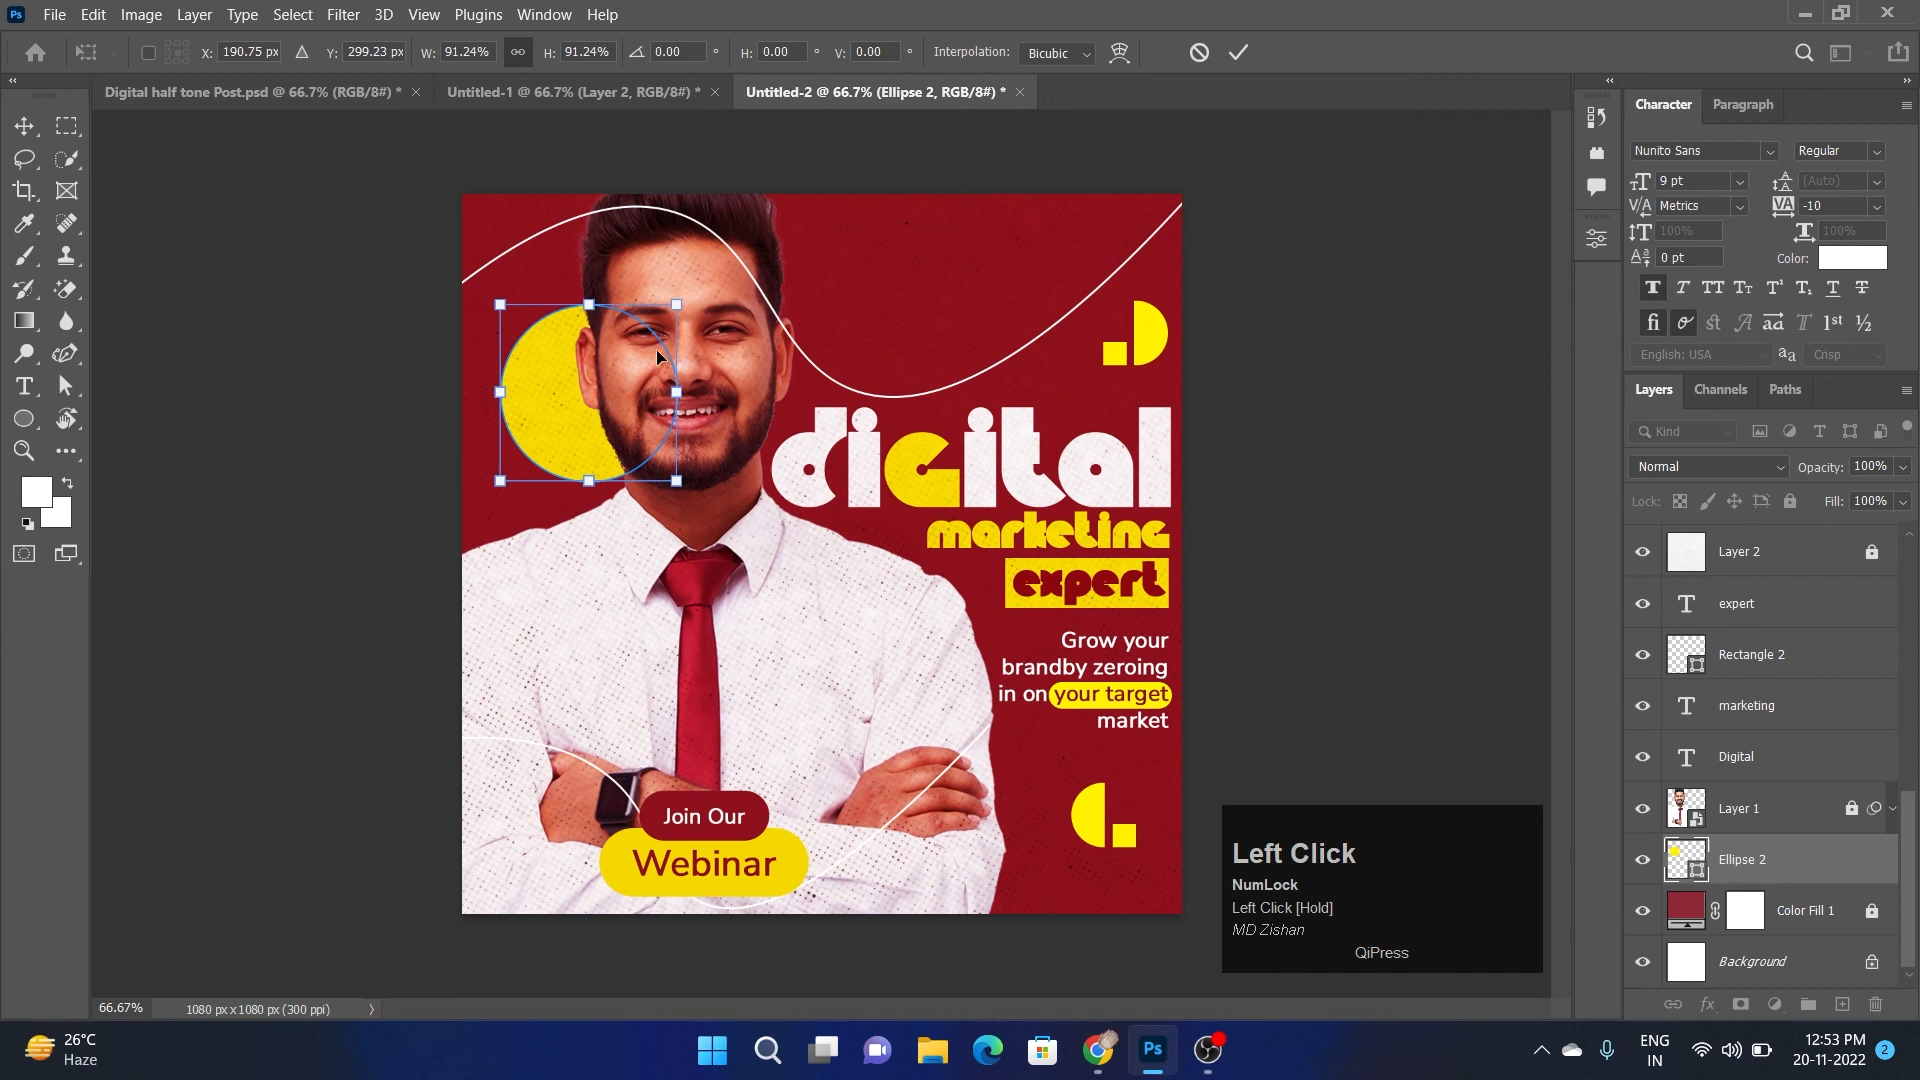 Ps File Edit Image Layer Type Select Filter 3D View Plugins Window Help
X: 190.75 px Y: 299.23 px W: 91.24% H: 91.24% 0.00 ° H: 0.00 ° V: 0.00 ° Interpolation: Bicubic
Digital half tone Post.psd @ 66.7% (RGB/8#) * Untitled-1 @ 66.7% (Layer 2, RGB/8#) * Untitled-2 @ 66.7% (Ellipse 2, RGB/8#) *
Character Paragraph
Nunito Sans Regular
9 pt (Auto)
Metrics -10
100% 100%
0 pt Color:
English: USA Crisp
Layers Channels Paths
Kind
Normal Opacity: 100%
Lock: Fill: 100%
Layer 2
expert
Rectangle 2
marketing
Digital
Layer 1
Ellipse 2
Color Fill 1
Background
digital
marketing
expert
Grow your
brandby zeroing
in on your target
market
Join Our
Webinar
Left Click
NumLock
Left Click [Hold]
MD Zishan
QiPress
66.67% 1080 px x 1080 px (300 ppi)
26°C
Haze
Ps
ENG
IN
12:53 PM
20-11-2022
2